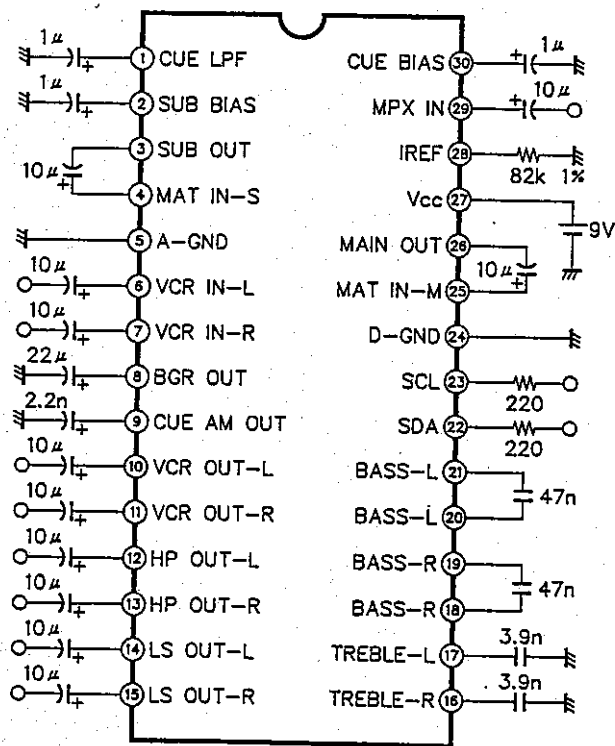 1μ 1 CUE LPF
1μ 2 SUB BIAS
3 SUB OUT
10μ
4 MAT IN-S
5 A-GND
10μ 6 VCR IN-L
10μ 7 VCR IN-R
22μ 8 BGR OUT
2.2n 9 CUE AM OUT
10μ 10 VCR OUT-L
10μ 11 VCR OUT-R
10μ 12 HP OUT-L
10μ 13 HP OUT-R
10μ 14 LS OUT-L
10μ 15 LS OUT-R
CUE BIAS 30 1μ
MPX IN 29 10μ
IREF 28 82k 1%
Vcc 27
9V
MAIN OUT 26
10μ
MAT IN-M 25
D-GND 24
SCL 23 220
SDA 22 220
BASS-L 21
47n
BASS-L 20
BASS-R 19
47n
BASS-R 18
TREBLE-L 17 3.9n
TREBLE-R 16 3.9n